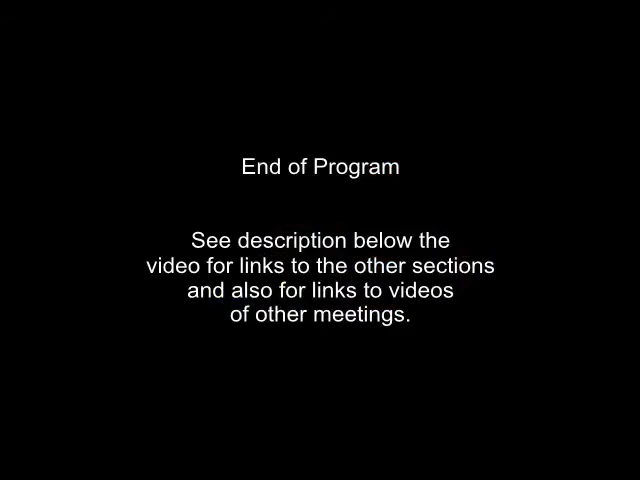 End of Program
See description below the
video for links to the other sections
and also for links to videos
of other meetings.